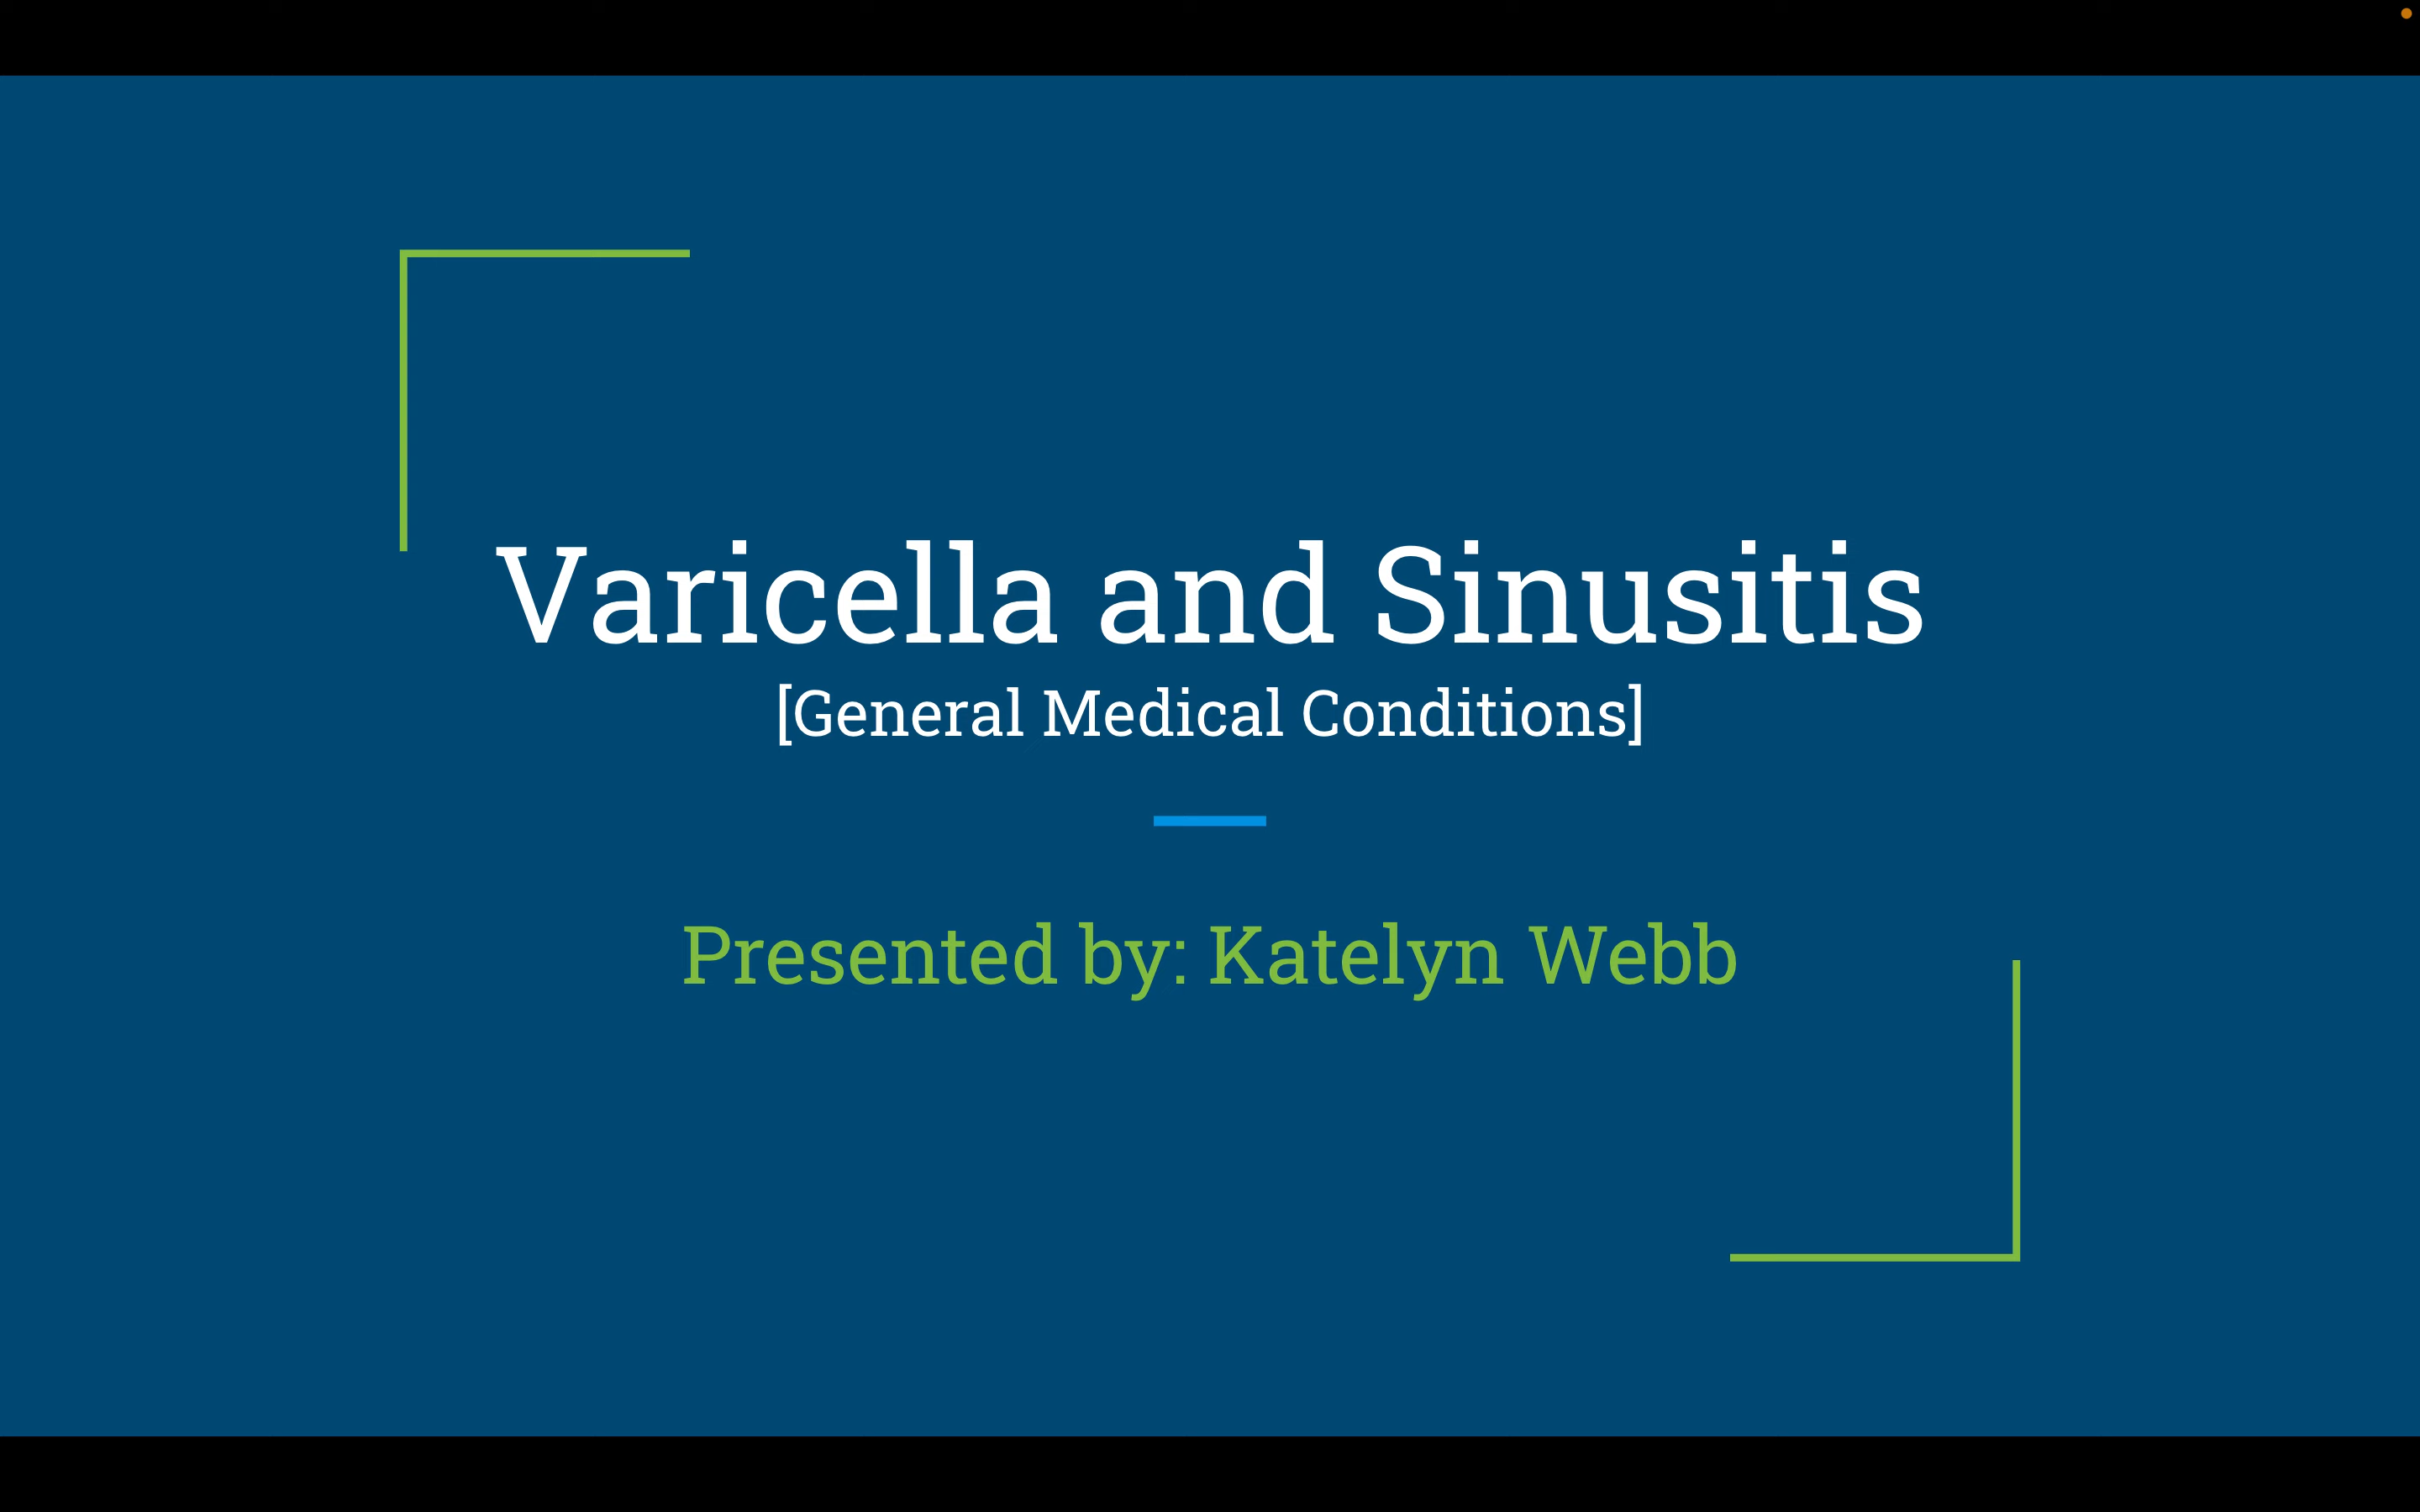 Varicella and Sinusitis
[General Medical Conditions]
Presented by: Katelyn Webb